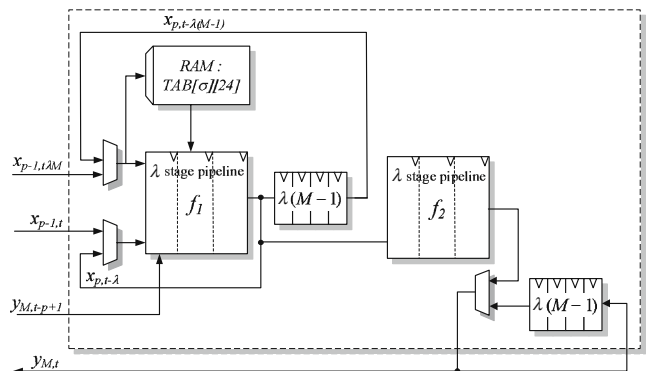 x_{p,t-λ(M-1)}
RAM :
TAB[σ][24]
x_{p-1,tλM}
λ stage pipeline
f_1
λ(M-1)
λ stage pipeline
f_2
x_{p-1,t}
x_{p,t-λ}
λ(M-1)
y_{M,t-p+1}
y_{M,t}